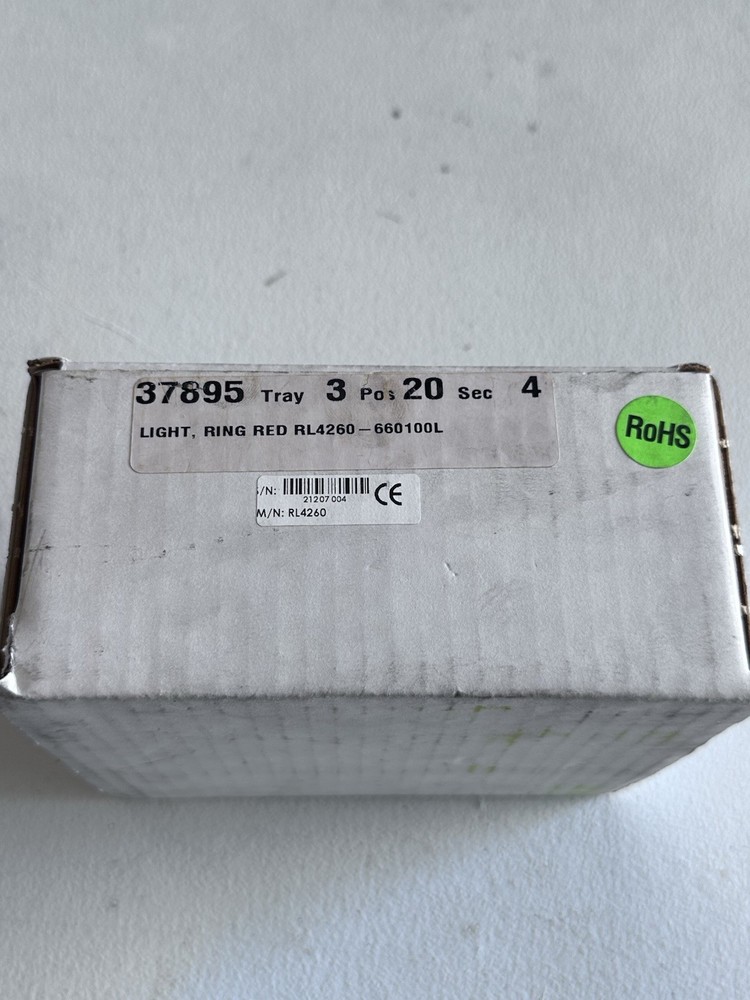 37895 Tray 3 Pos 20 Sec 4
LIGHT, RING RED RL4260-660100L
RoHS
/N: 21207004 CE
M/N: RL4260